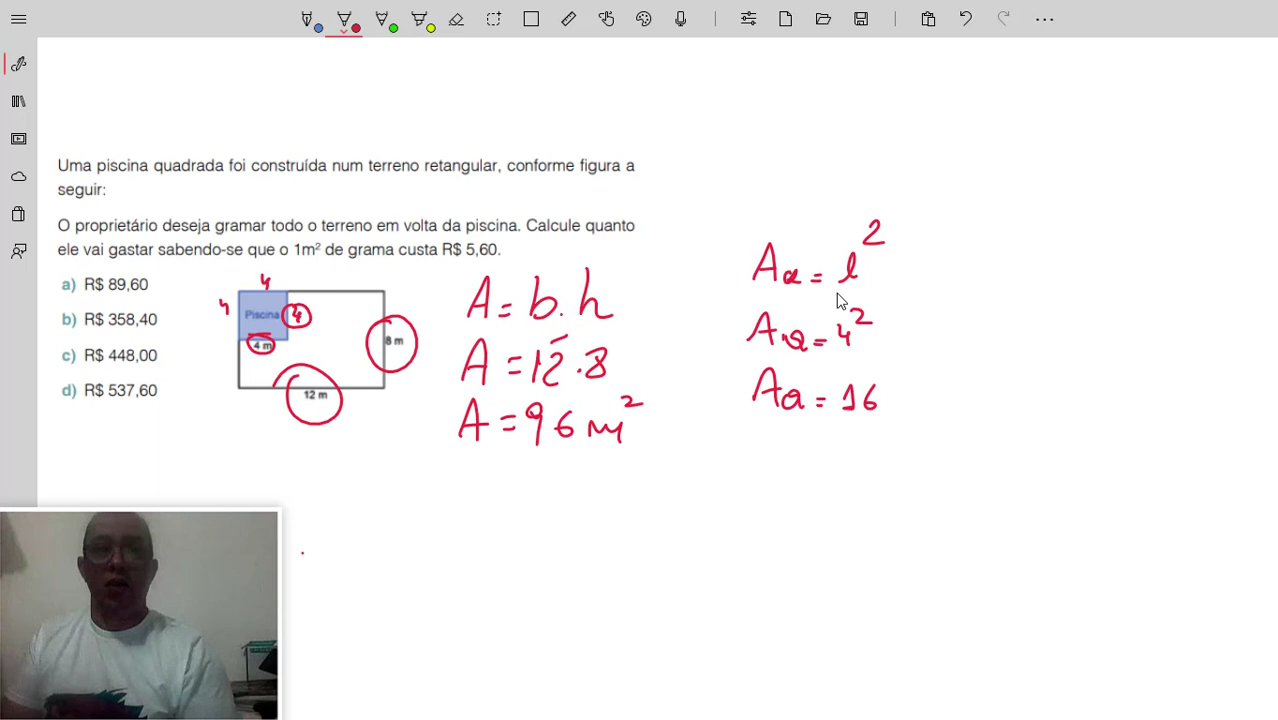 Uma piscina quadrada foi construída num terreno retangular, conforme figura a
seguir:
O proprietário deseja gramar todo o terreno em volta da piscina. Calcule quanto
ele vai gastar sabendo-se que o 1m² de grama custa R$ 5,60.
a) R$ 89,60
b) R$ 358,40
c) R$ 448,00
d) R$ 537,60
4
4
Piscina
4
4 m
8 m
12 m
A = b.h
A = 12.8
A = 96 m²
AQ = l²
AQ = 4²
AQ = 16